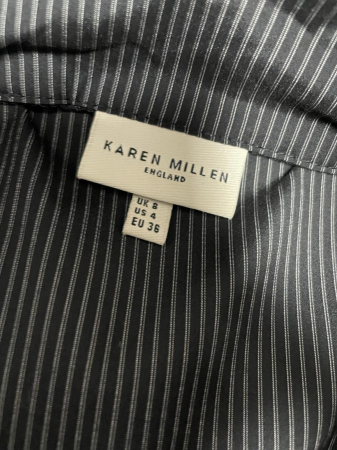 KAREN MILLEN
ENGLAND
UK 8
US 4
EU 36